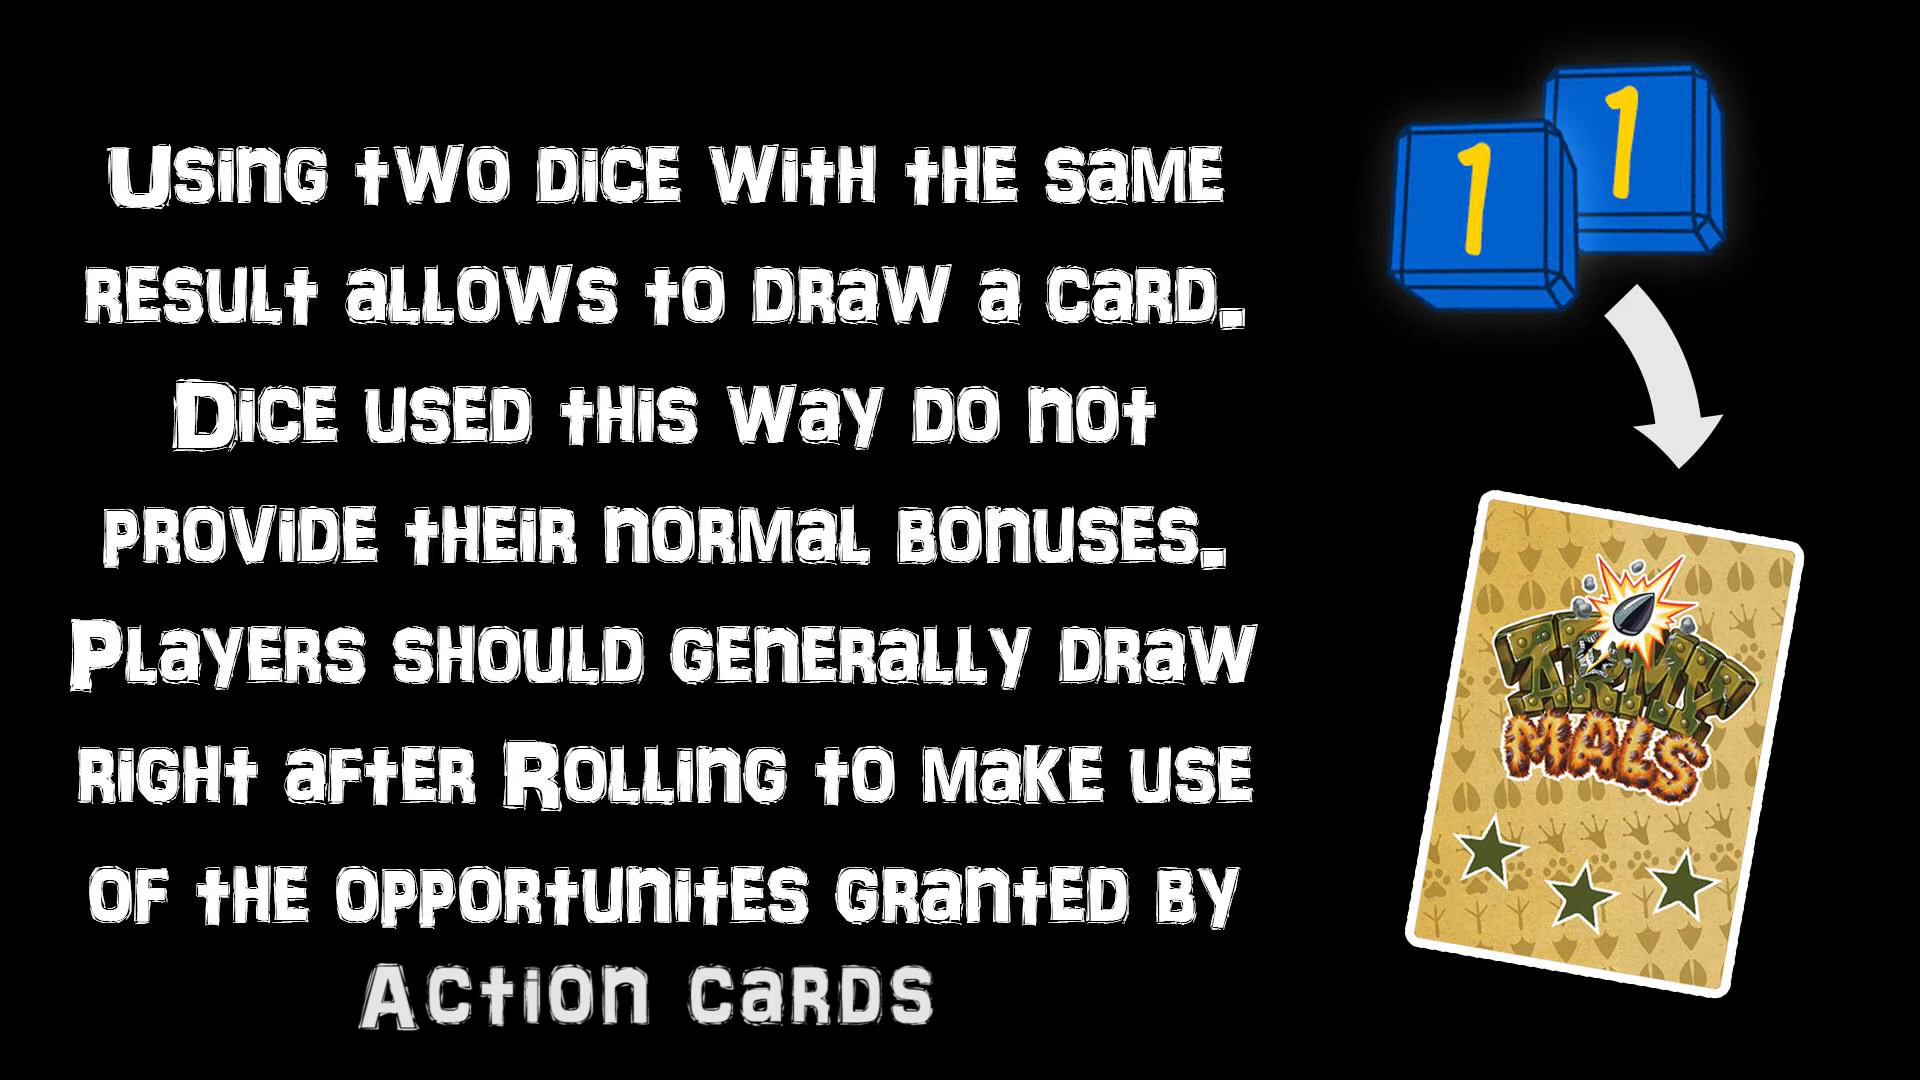 Using two dice with the same
result allows to draw a card.
Dice used this way do not
provide their normal bonuses.
Players should generally draw
right after Rolling to make use
of the opportunites granted by
Action cards
1
1
ARMY
MALS